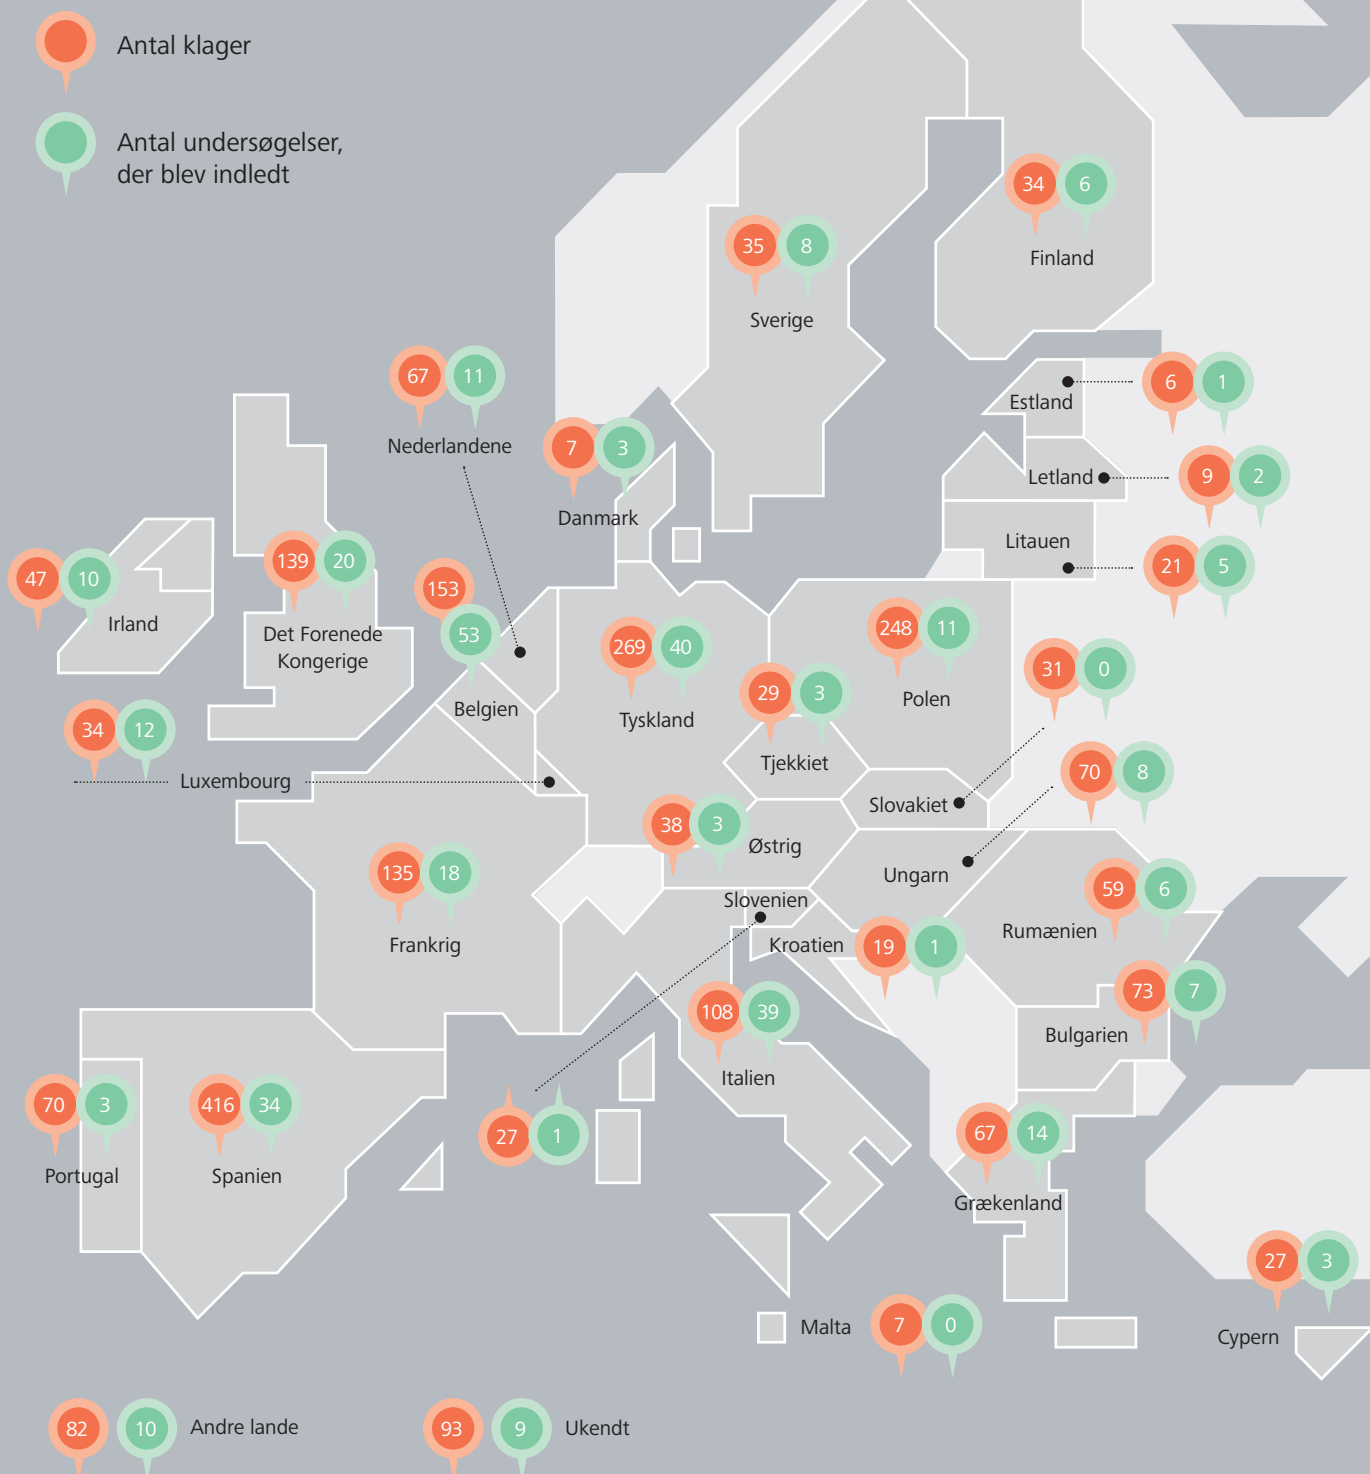 Antal klager
Antal undersøgelser,
der blev indledt
34 6
Finland
35 8
Sverige
67 11
Nederlandene
6 1
Estland
7 3
Danmark
9 2
Letland
Litauen
21 5
47 10
Irland
139 20
Det Forenede
Kongerige
153
53
Belgien
269 40
Tyskland
248 11
Polen
29 3
Tjekkiet
31 0
Slovakiet
34 12
Luxembourg
70 8
Ungarn
38 3
Østrig
135 18
Frankrig
59 6
Rumænien
Slovenien
27 1
Kroatien
19 1
73 7
Bulgarien
108 39
Italien
70 3
Portugal
416 34
Spanien
67 14
Grækenland
27 3
Cypern
Malta
7 0
82 10 Andre lande
93 9 Ukendt